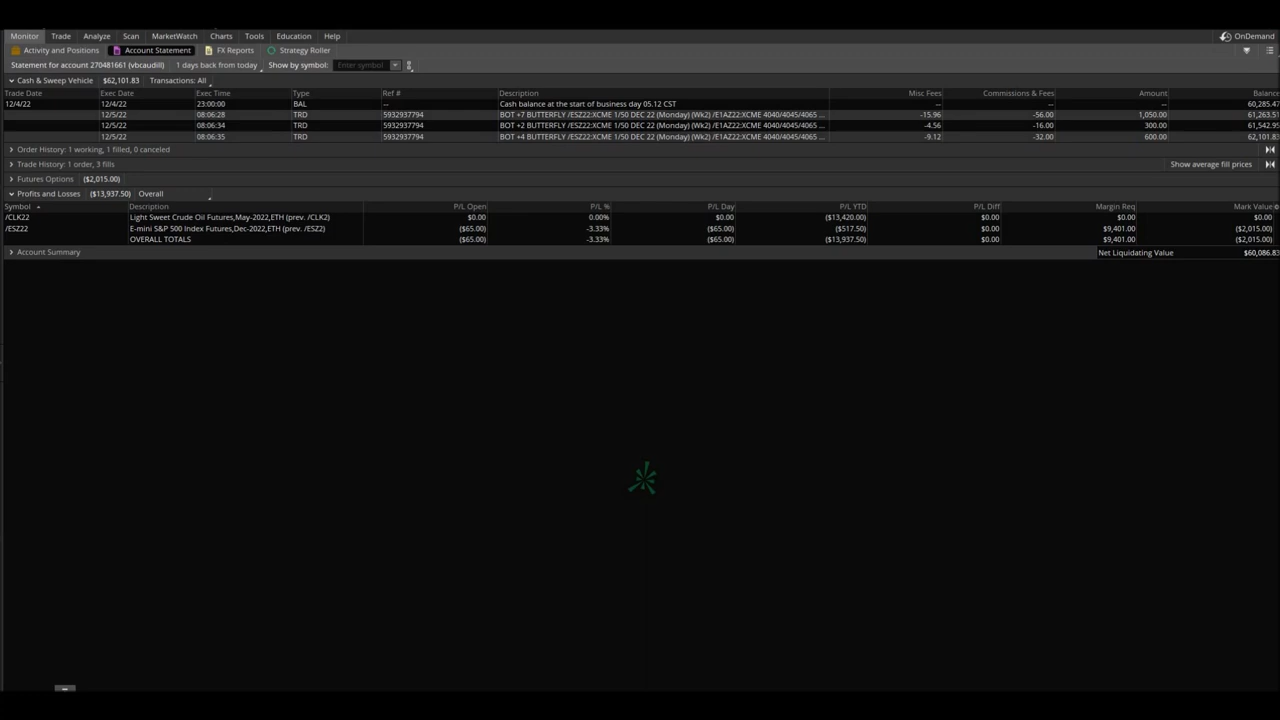 Monitor Trade Analyze Scan MarketWatch Charts Tools Education Help OnDemand
Activity and Positions Account Statement FX Reports Strategy Roller
Statement for account 270481661 (vbcaudill) 1 days back from today Show by symbol: Enter symbol
Cash & Sweep Vehicle $62,101.83 Transactions: All
Trade Date Exec Date Exec Time Type Ref # Description Misc Fees Commissions & Fees Amount Balance
12/4/22 12/4/22 23:00:00 BAL -- Cash balance at the start of business day 05.12 CST -- -- -- 60,285.47
12/5/22 08:06:28 TRD 5932937794 BOT +7 BUTTERFLY /ESZ22:XCME 1/50 DEC 22 (Monday) (Wk2) /E1AZ22:XCME 4040/4045/4065 ... -15.96 -56.00 1,050.00 61,263.51
12/5/22 08:06:34 TRD 5932937794 BOT +2 BUTTERFLY /ESZ22:XCME 1/50 DEC 22 (Monday) (Wk2) /E1AZ22:XCME 4040/4045/4065 ... -4.56 -16.00 300.00 61,542.95
12/5/22 08:06:35 TRD 5932937794 BOT +4 BUTTERFLY /ESZ22:XCME 1/50 DEC 22 (Monday) (Wk2) /E1AZ22:XCME 4040/4045/4065 ... -9.12 -32.00 600.00 62,101.83
Order History: 1 working, 1 filled, 0 canceled
Trade History: 1 order, 3 fills Show average fill prices
Futures Options ($2,015.00)
Profits and Losses ($13,937.50) Overall
Symbol Description P/L Open P/L % P/L Day P/L YTD P/L Diff Margin Req Mark Value
/CLK22 Light Sweet Crude Oil Futures,May-2022,ETH (prev. /CLK2) $0.00 0.00% $0.00 ($13,420.00) $0.00 $0.00 $0.00
/ESZ22 E-mini S&P 500 Index Futures,Dec-2022,ETH (prev. /ESZ2) ($65.00) -3.33% ($65.00) ($517.50) $0.00 $9,401.00 ($2,015.00)
OVERALL TOTALS ($65.00) -3.33% ($65.00) ($13,937.50) $0.00 $9,401.00 ($2,015.00)
Account Summary Net Liquidating Value $60,086.83